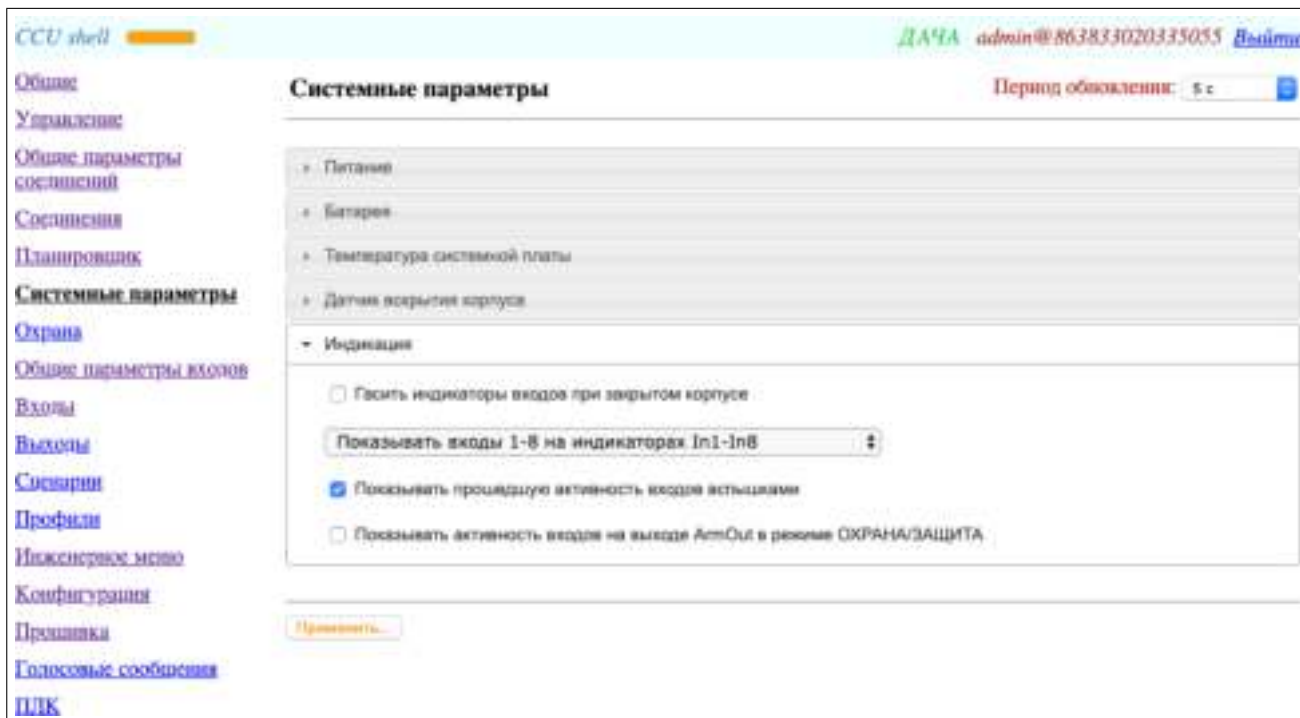 CCU shell
ДАЧА admin@863833020335055 Выйти
Общие
Управление
Общие параметры
соединений
Соединения
Планировщик
Системные параметры
Охрана
Общие параметры входов
Входы
Выходы
Сценарии
Профили
Инженерное меню
Конфигурация
Прошивка
Голосовые сообщения
ПЛК
Системные параметры
Период обновления: 5 с
Питание
Батарея
Температура системной платы
Датчик вскрытия корпуса
Индикация
Гасить индикаторы входов при закрытом корпусе
Показывать входы 1-8 на индикаторах In1-In8
Показывать прошедшую активность входов вспышками
Показывать активность входов на выходе ArmOut в режиме ОХРАНА/ЗАЩИТА
Применить...